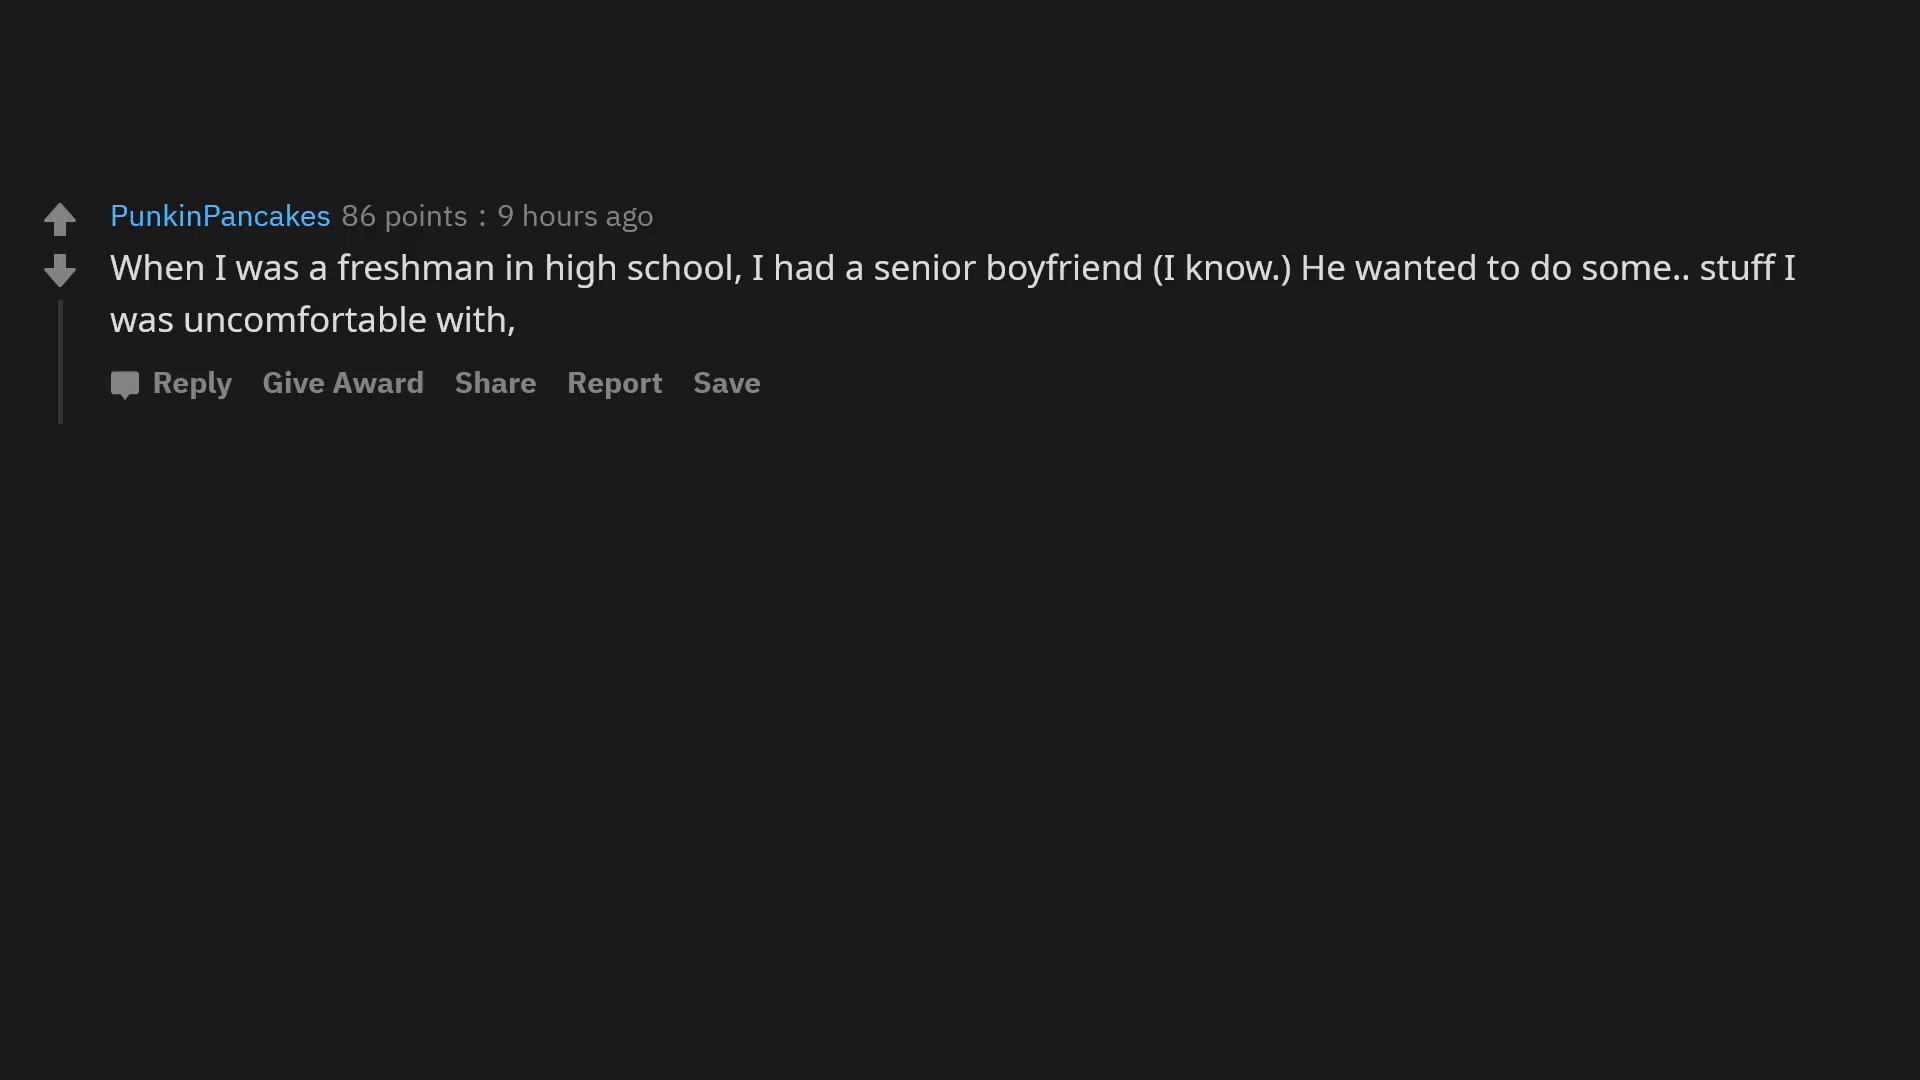 PunkinPancakes 86 points : 9 hours ago
When I was a freshman in high school, I had a senior boyfriend (I know.) He wanted to do some.. stuff I
was uncomfortable with,
Reply Give Award Share Report Save